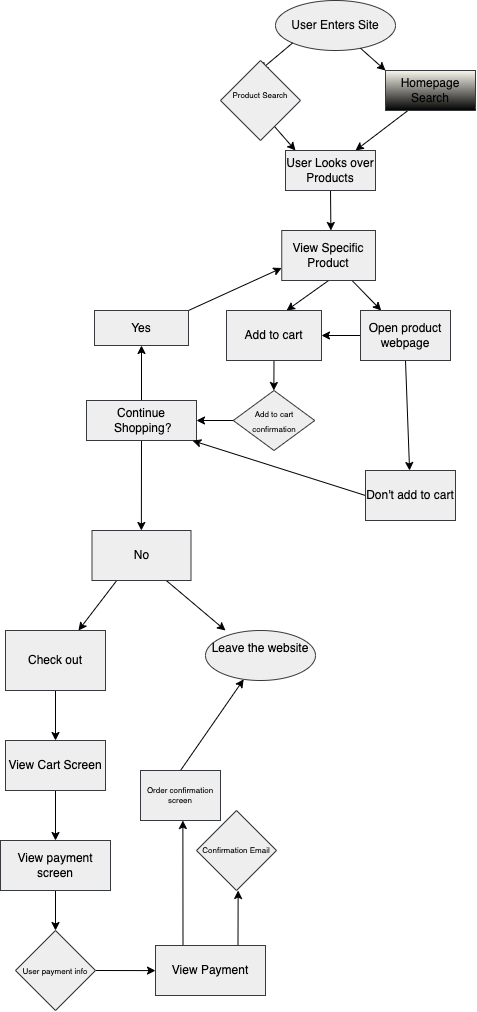 User Enters Site
Product Search
Homepage
Search
User Looks over
Products
View Specific
Product
Yes
Add to cart
Open product
webpage
Continue
Shopping?
Add to cart
confirmation
Don't add to cart
No
Check out
Leave the website
View Cart Screen
Order confirmation
screen
Confirmation Email
View payment
screen
User payment info
View Payment